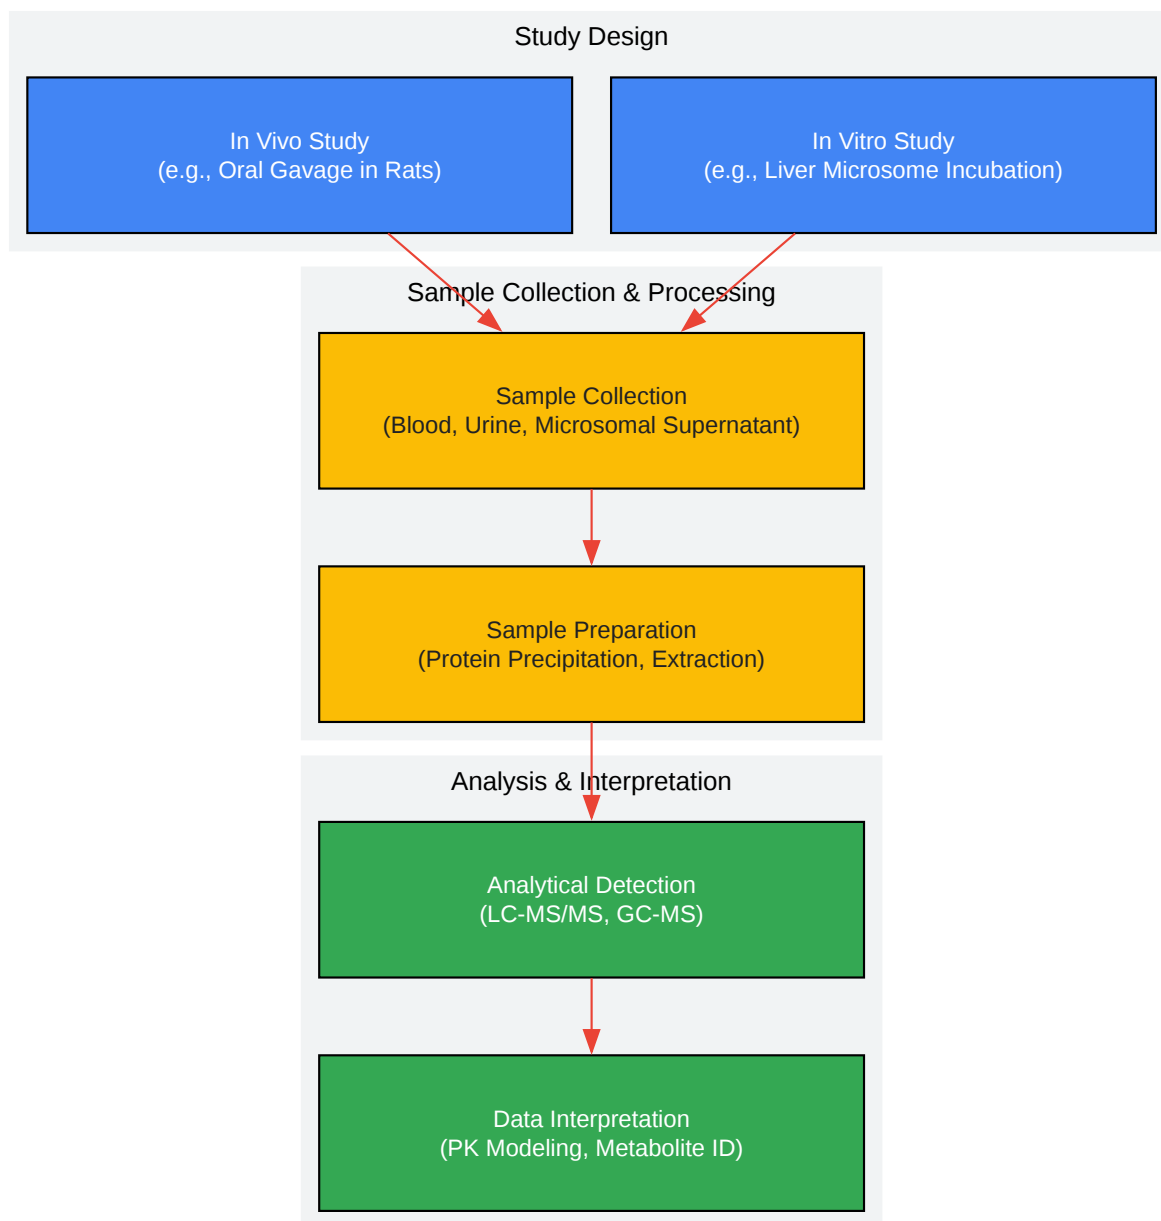 Study Design
In Vivo Study
(e.g., Oral Gavage in Rats)
In Vitro Study
(e.g., Liver Microsome Incubation)
Sample Collection & Processing
Sample Collection
(Blood, Urine, Microsomal Supernatant)
Sample Preparation
(Protein Precipitation, Extraction)
Analysis & Interpretation
Analytical Detection
(LC-MS/MS, GC-MS)
Data Interpretation
(PK Modeling, Metabolite ID)